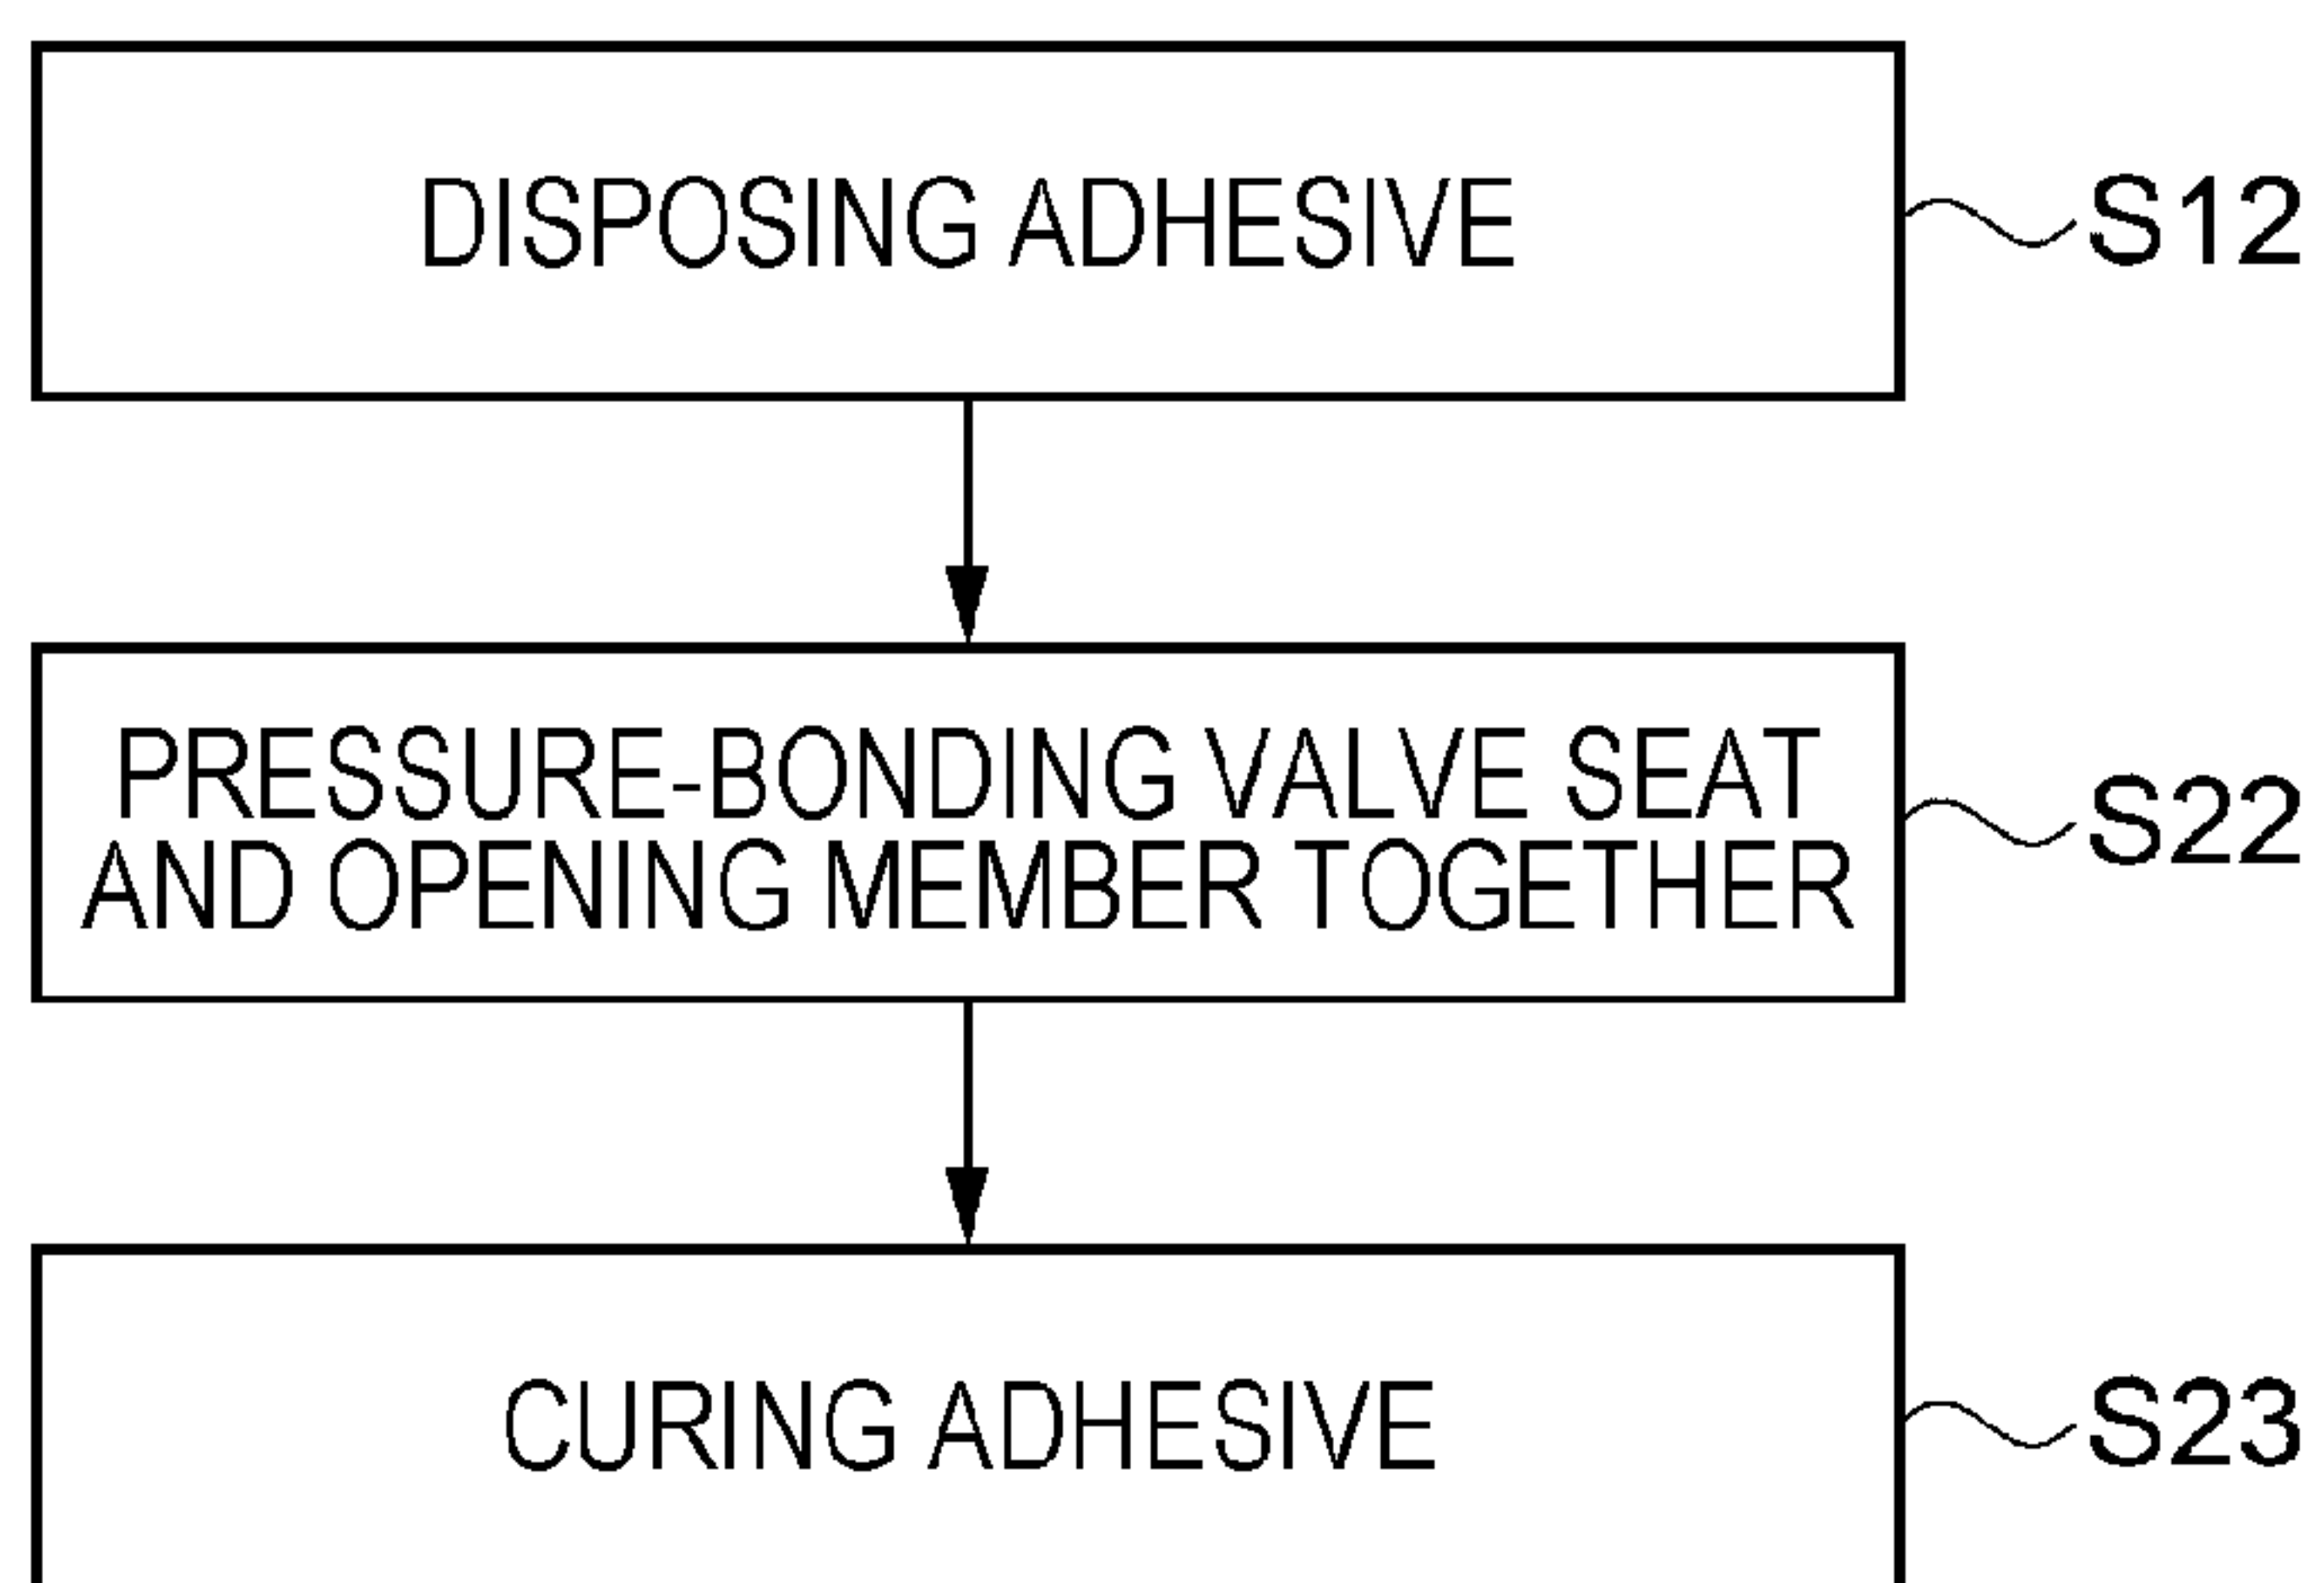 DISPOSING ADHESIVE
S12
PRESSURE-BONDING VALVE SEAT
AND OPENING MEMBER TOGETHER
S22
CURING ADHESIVE
S23